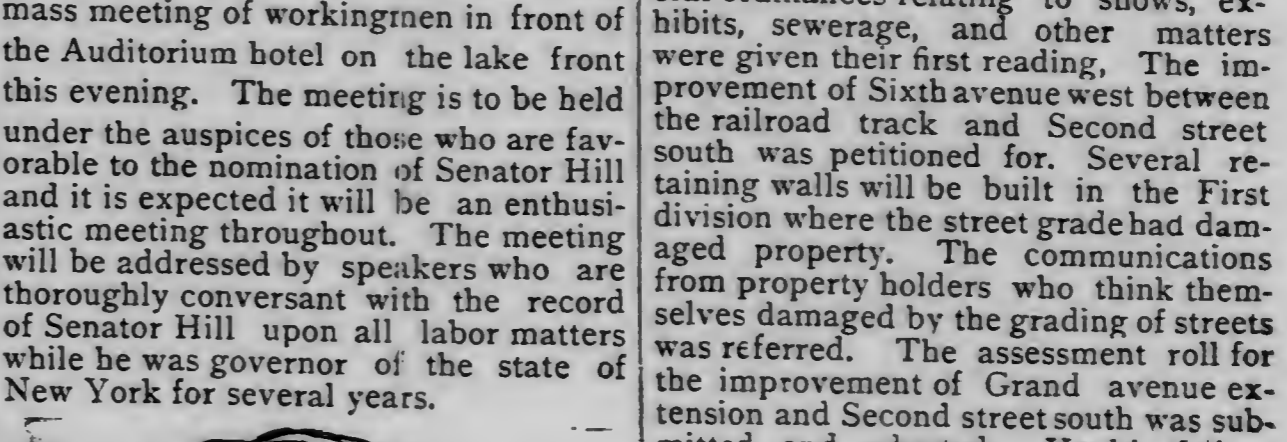 mass meeting of workingmen in front of
the Auditorium hotel on the lake front
this evening. The meeting is to be held
under the auspices of those who are fav-
orable to the nomination of Senator Hill
and it is expected it will be an enthusi-
astic meeting throughout. The meeting
will be addressed by speakers who are
thoroughly conversant with the record
of Senator Hill upon all labor matters
while he was governor of the state of
New York for several years.
relating to shows, ex-
hibits, sewerage, and other matters
were given their first reading, The im-
provement of Sixth avenue west between
the railroad track and Second street
south was petitioned for. Several re-
taining walls will be built in the First
division where the street grade had dam-
aged property. The communications
from property holders who think them-
selves damaged by the grading of streets
was referred. The assessment roll for
the improvement of Grand avenue ex-
tension and Second street south was sub-